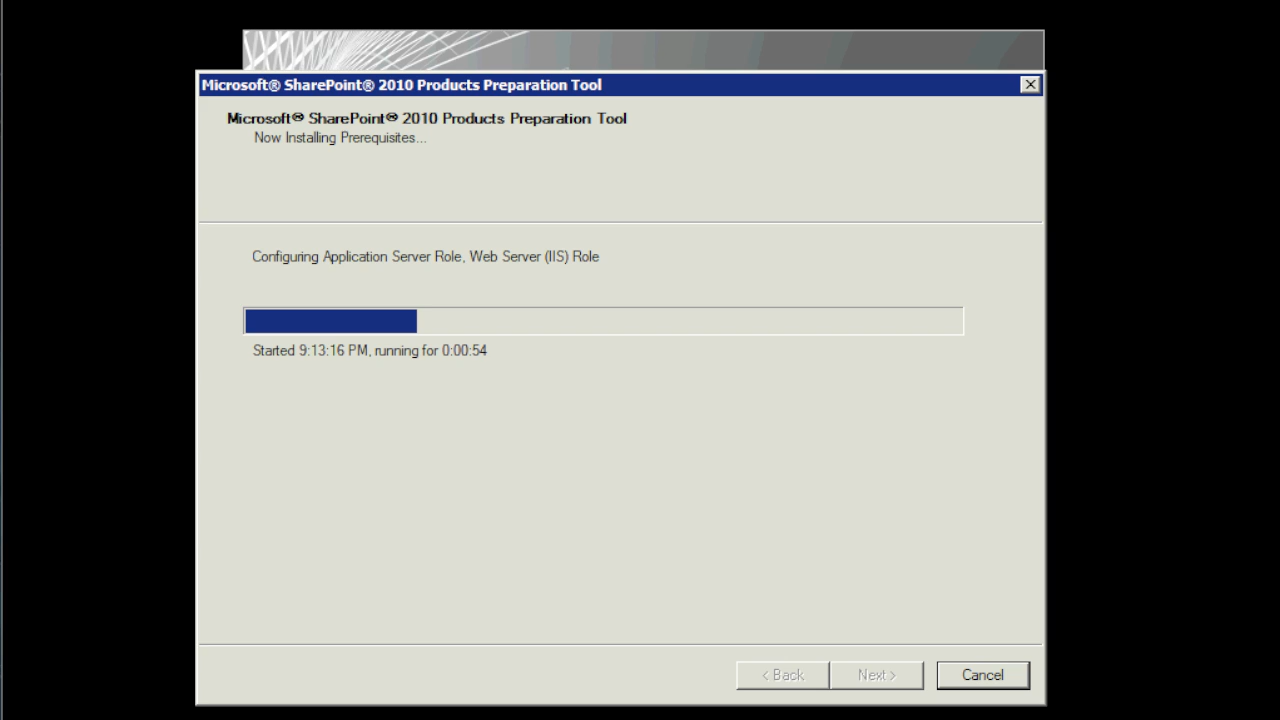 Microsoft® SharePoint® 2010 Products Preparation Tool
Microsoft® SharePoint® 2010 Products Preparation Tool
Now Installing Prerequisites...
Configuring Application Server Role, Web Server (IIS) Role
Started 9:13:16 PM, running for 0:00:54
< Back Next > Cancel